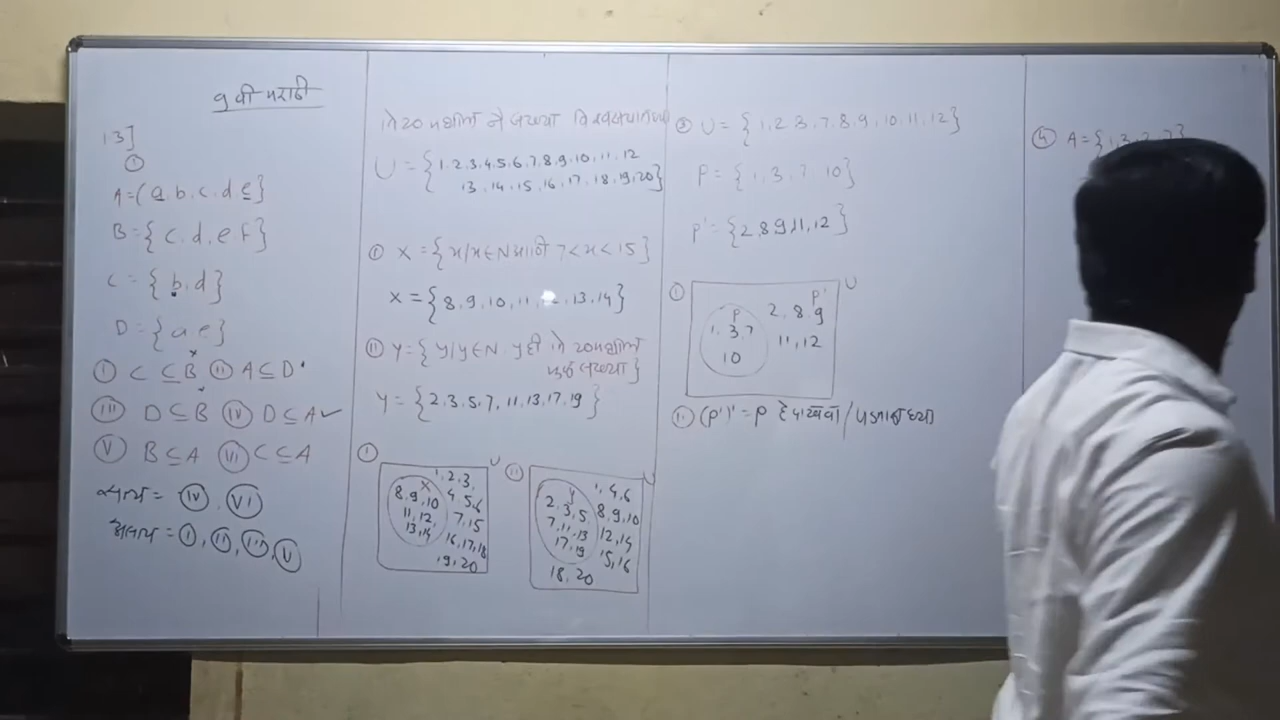 ९ वी मराठी
13]
①
A={a.b.c.d.e}
B={c.d.e f}
C={b.d}
D={a.e}
Ⓘ C ⊆ B × ⓘⓘ A ⊆ D
ⓘⓘⓘ D ⊆ B ⓘⓥ D ⊆ A ✓
Ⓥ B ⊆ A ⓥⓘ C ⊆ A
सत्य = ⓘⓥ, ⓥⓘ
असत्य = ⓘ, ⓘⓘ, ⓘⓘⓘ, ⓥ
1 ते 20
U = {1.2.3.4.5.6.7.8.9.10.11.12
13.14.15.16.17.18.19.20}
ⓘ X = {x/x∈N आणि 7<x<15}
X = {8.9.10.11.12.13.14}
ⓘⓘ Y={y/y∈N. y ही 1 ते 20 मधील
मूळ संख्या}
Y = {2.3.5.7, 11.13.17.19}
ⓘ
U
X
8.9.10
11.12,
13.14
1.2.3,
4.5.6
7,15
16,17,18
19,20
ⓘⓘ
U
Y
2,3,5
7,11,13
17,19
1,4,6
8,9,10
12,14
15,16
18,20
③ U = {1.2.3.7.8.9.10.11.12}
P = {1,3,7,10}
P' = {2,8,9,11,12}
ⓘ
U
P
1,3,7
10
P'
2,8,9
11,12
ⓘⓘ (P')' = P हे दाखवा / पडताळा घ्या
④ A={1,3,2,7}